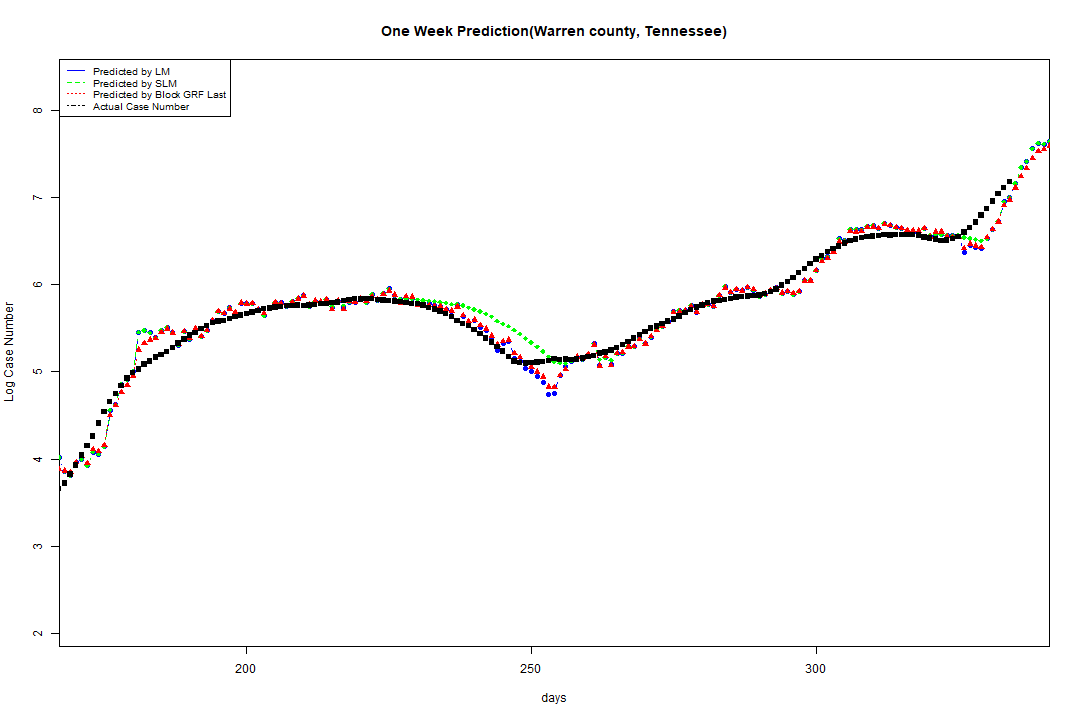 One Week Prediction(Warren county, Tennessee)
Predicted by LM
Predicted by SLM
Predicted by Block GRF Last
Actual Case Number
8
7
6
5
4
3
2
Log Case Number
200
250
300
days